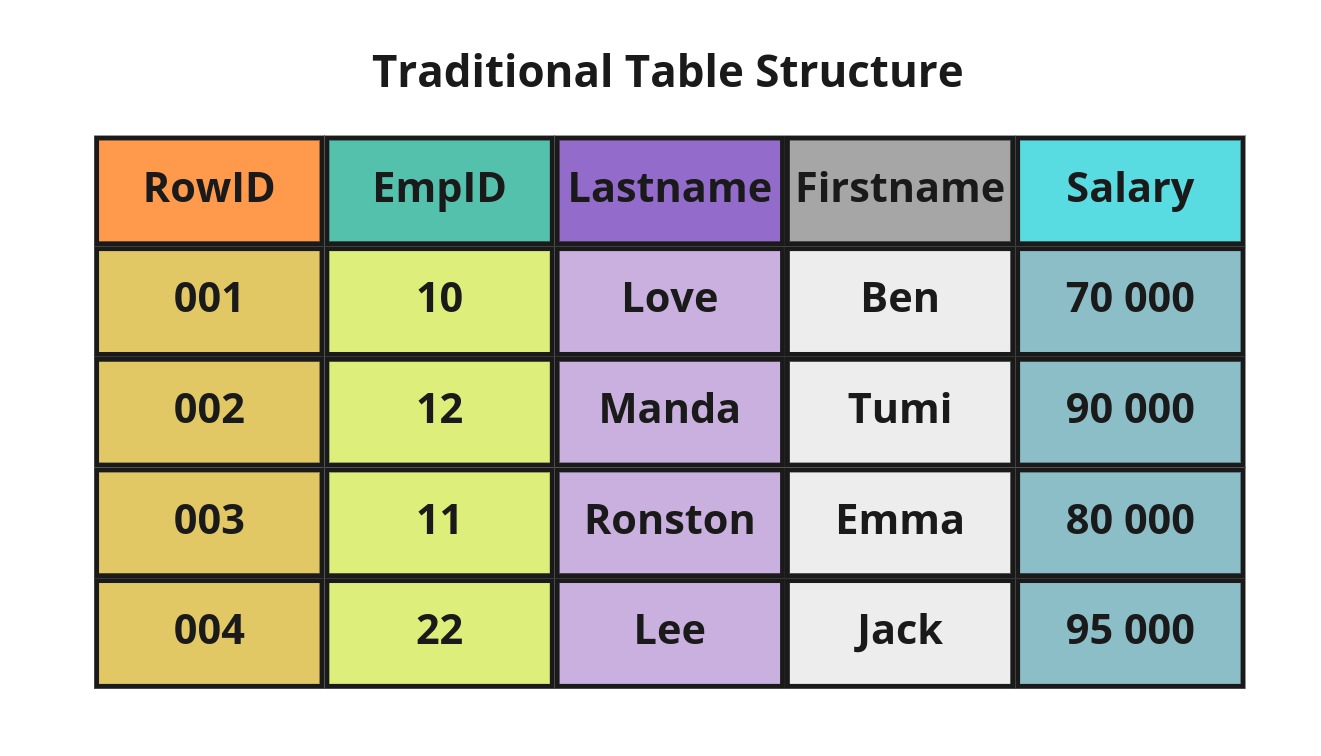 Traditional Table Structure
RowID EmpID Lastname Firstname Salary
001 10 Love Ben 70 000
002 12 Manda Tumi 90 000
003 11 Ronston Emma 80 000
004 22 Lee Jack 95 000